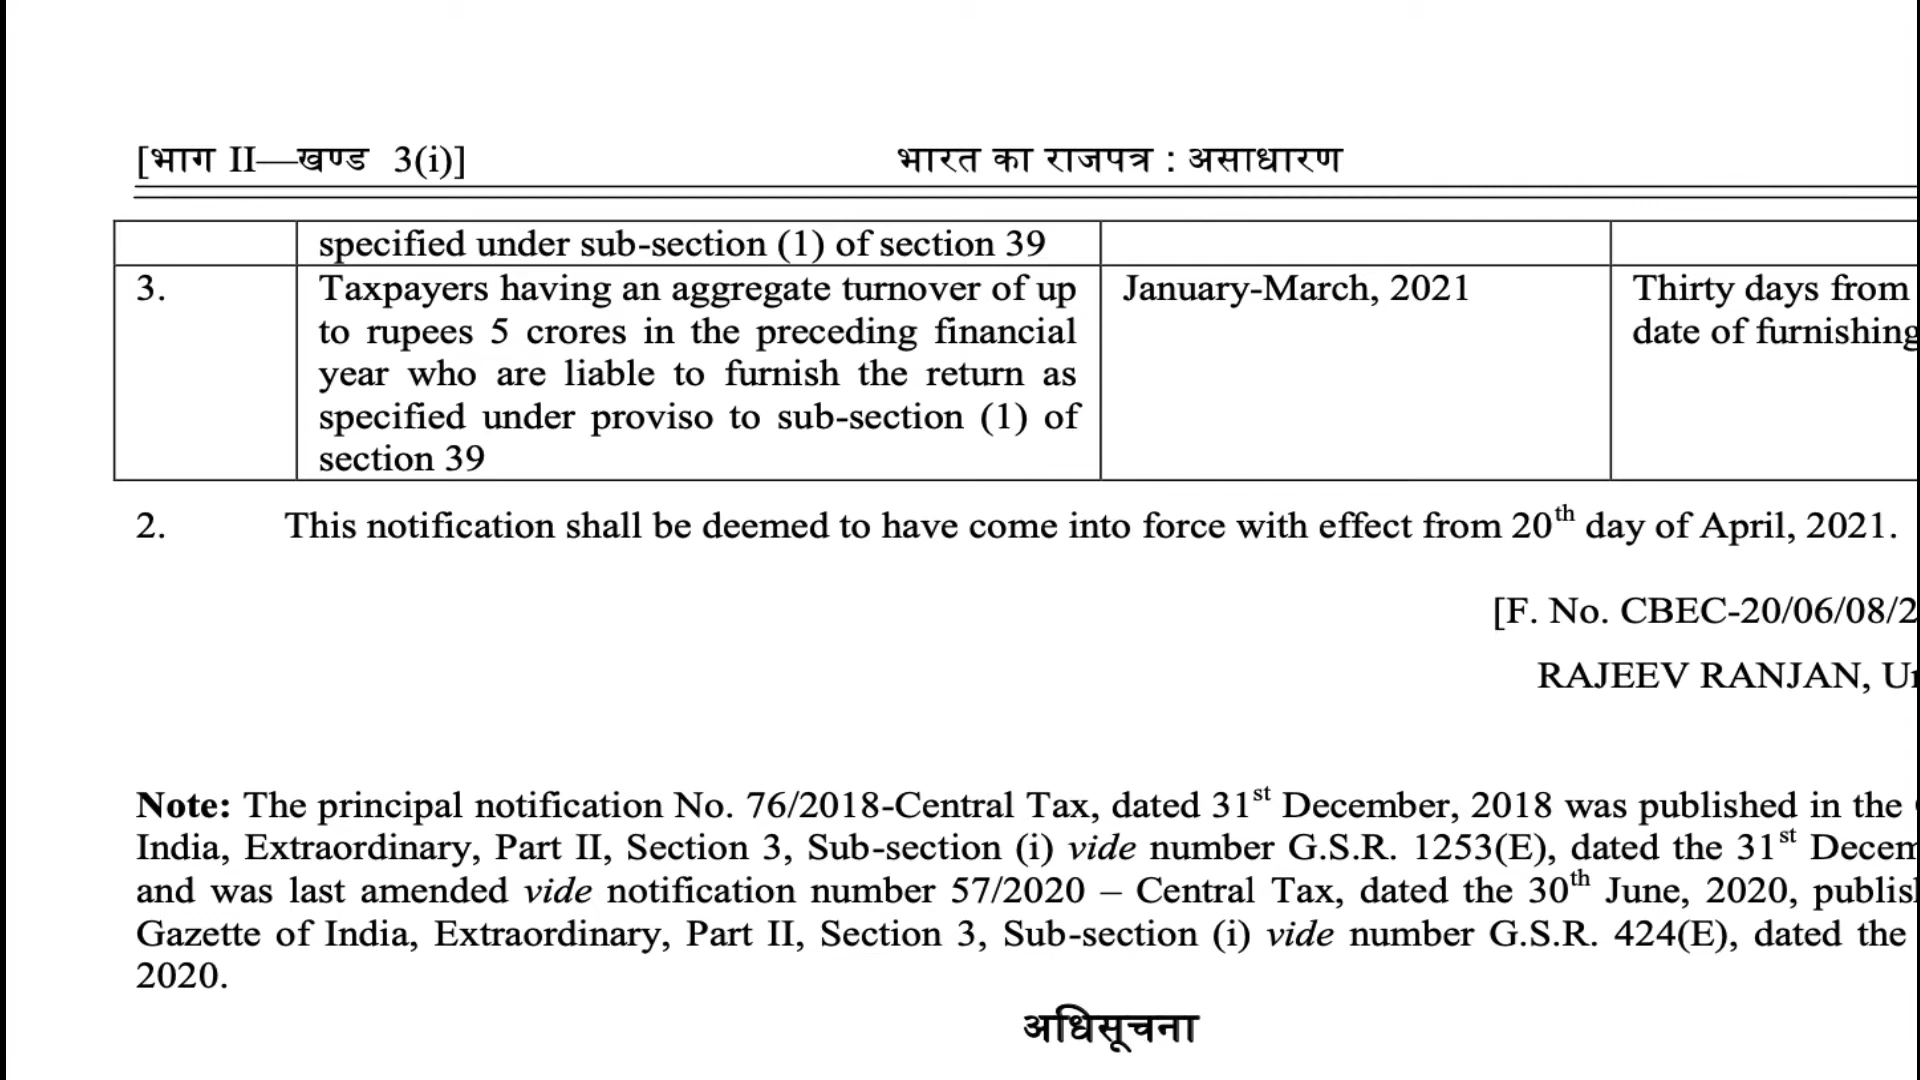 [भाग II—खण्ड 3(i)] भारत का राजपत्र : असाधारण
specified under sub-section (1) of section 39
3. Taxpayers having an aggregate turnover of up January-March, 2021 Thirty days from
to rupees 5 crores in the preceding financial date of furnishing
year who are liable to furnish the return as
specified under proviso to sub-section (1) of
section 39
2. This notification shall be deemed to have come into force with effect from 20th day of April, 2021.
[F. No. CBEC-20/06/08/2
RAJEEV RANJAN,
Note: The principal notification No. 76/2018-Central Tax, dated 31st December, 2018 was published in the
India, Extraordinary, Part II, Section 3, Sub-section (i) vide number G.S.R. 1253(E), dated the 31st Decem
and was last amended vide notification number 57/2020 – Central Tax, dated the 30th June, 2020, publis
Gazette of India, Extraordinary, Part II, Section 3, Sub-section (i) vide number G.S.R. 424(E), dated the
2020.
अधिसूचना